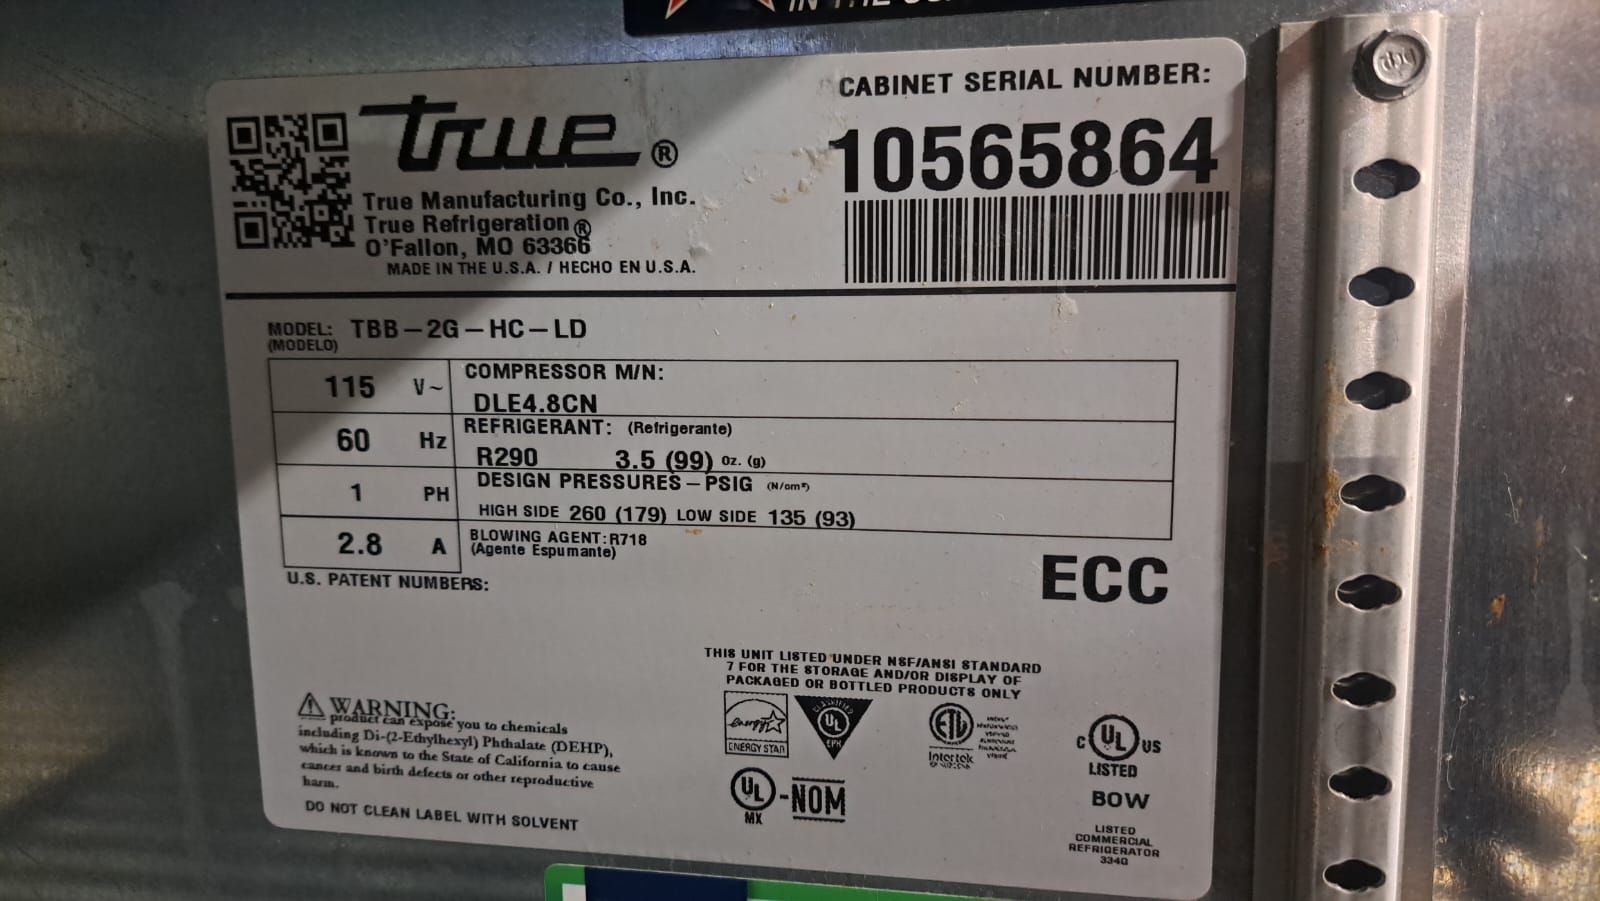 true®
True Manufacturing Co., Inc.
True Refrigeration®
O'Fallon, MO 63366
MADE IN THE U.S.A. / HECHO EN U.S.A.
CABINET SERIAL NUMBER:
10565864
MODEL: TBB-2G-HC-LD
(MODELO)
115 V~
60 Hz
1 PH
2.8 A
COMPRESSOR M/N:
DLE4.8CN
REFRIGERANT: (Refrigerante)
R290 3.5 (99) Oz. (g)
DESIGN PRESSURES-PSIG (N/cm²)
HIGH SIDE 260 (179) LOW SIDE 135 (93)
BLOWING AGENT:R718
(Agente Espumante)
U.S. PATENT NUMBERS:
ECC
THIS UNIT LISTED UNDER NSF/ANSI STANDARD
7 FOR THE STORAGE AND/OR DISPLAY OF
PACKAGED OR BOTTLED PRODUCTS ONLY
⚠ WARNING:
product can expose you to chemicals
including Di-(2-Ethylhexyl) Phthalate (DEHP),
which is known to the State of California to cause
cancer and birth defects or other reproductive
harm.
DO NOT CLEAN LABEL WITH SOLVENT
energy
ENERGY STAR
CLASSIFIED
UL
EPH
ETL
Intertek
C UL US
LISTED
BOW
LISTED
COMMERCIAL
REFRIGERATOR
334Q
UL-NOM
MX